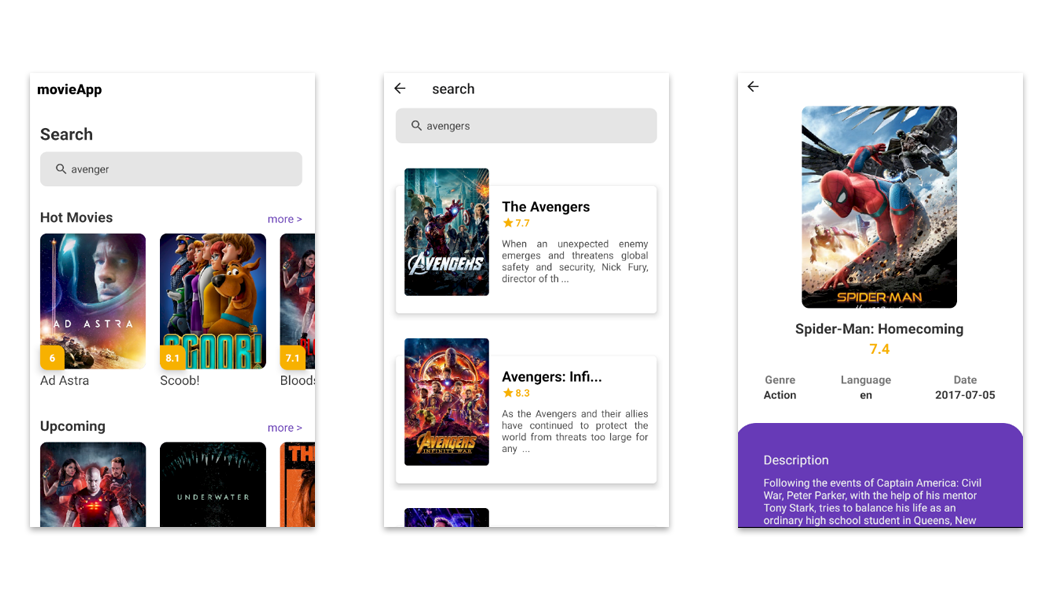 movieApp
Search
avenger
Hot Movies
more >
AD ASTRA
SCOOB!
6
8.1
7.1
Ad Astra
Scoob!
Bloods
Upcoming
more >
UNDERWATER
TH
search
avengers
AVENGERS
The Avengers
7.7
When an unexpected enemy
emerges and threatens global
safety and security, Nick Fury,
director of th ...
AVENGERS
INFINITY WAR
Avengers: Infi...
8.3
As the Avengers and their allies
have continued to protect the
world from threats too large for
any ...
SPIDER-MAN
Spider-Man: Homecoming
7.4
Genre
Language
Date
Action
en
2017-07-05
Description
Following the events of Captain America: Civil
War, Peter Parker, with the help of his mentor
Tony Stark, tries to balance his life as an
ordinary high school student in Queens, New